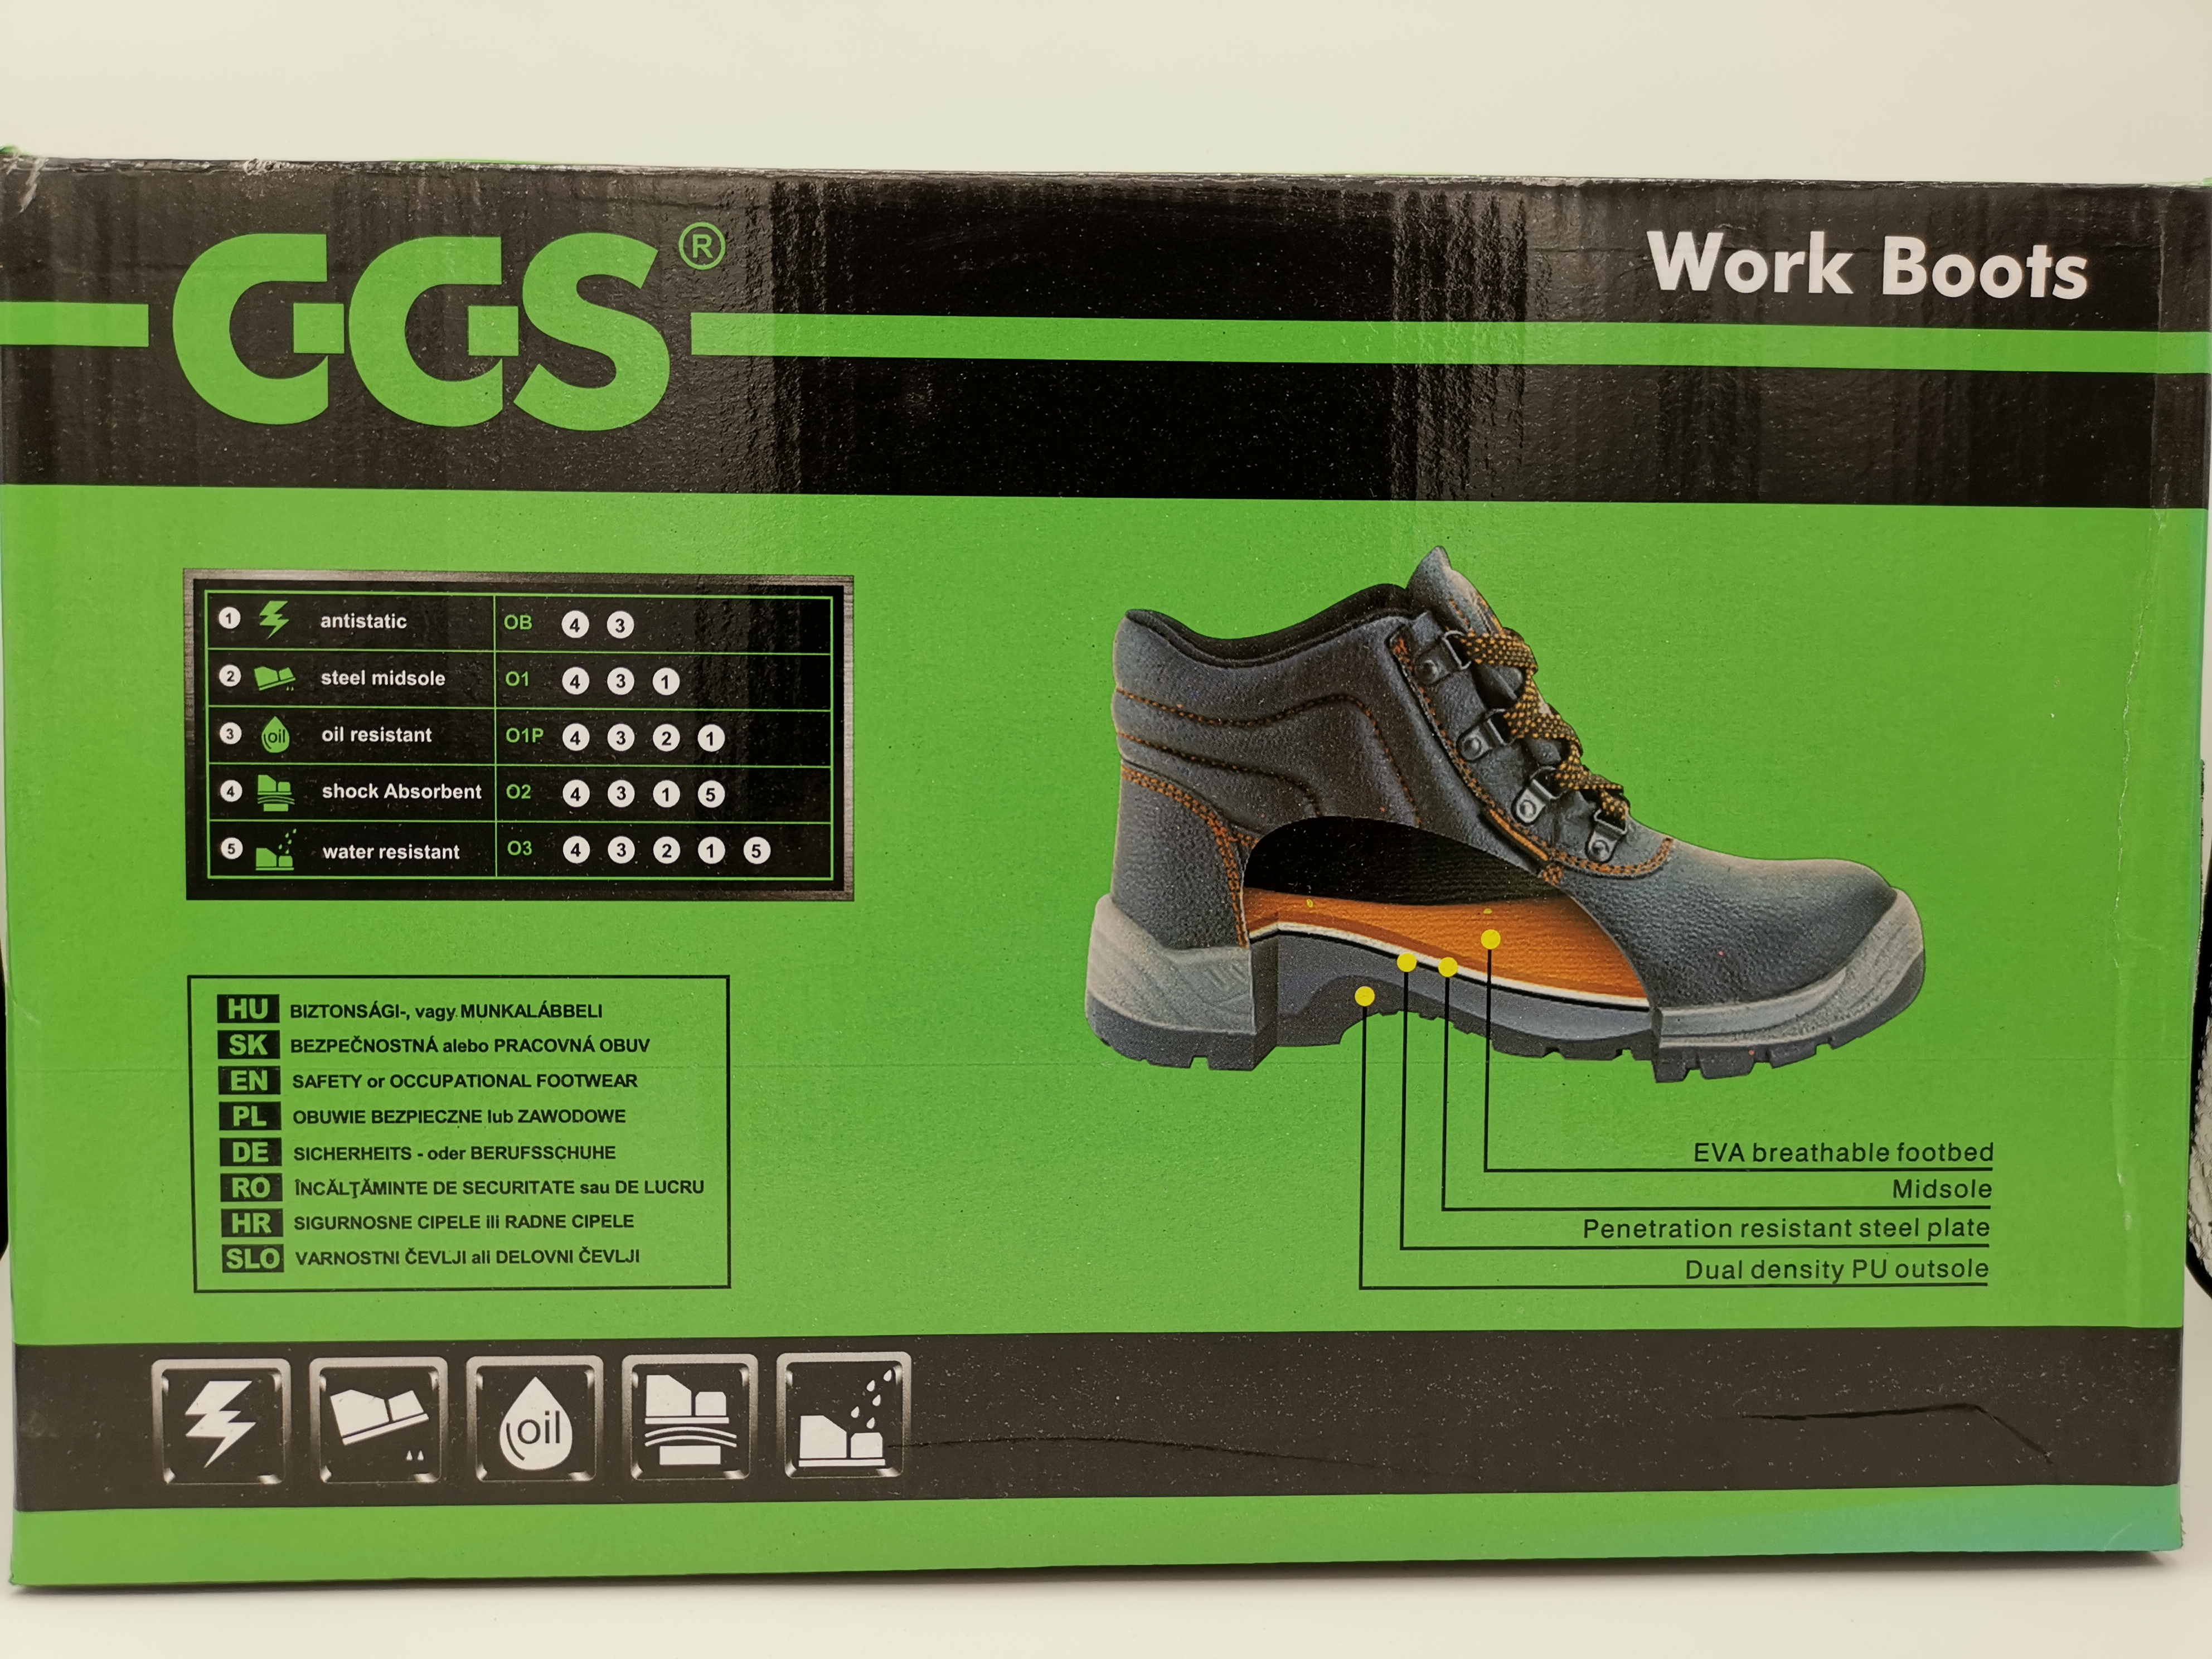 GGS®
Work Boots
1 antistatic OB 4 3
2 steel midsole O1 4 3 1
3 oil oil resistant O1P 4 3 2 1
4 shock Absorbent O2 4 3 1 5
5 water resistant O3 4 3 2 1 5
HU BIZTONSÁGI-, vagy MUNKALÁBBELI
SK BEZPEČNOSTNÁ alebo PRACOVNÁ OBUV
EN SAFETY or OCCUPATIONAL FOOTWEAR
PL OBUWIE BEZPIECZNE lub ZAWODOWE
DE SICHERHEITS - oder BERUFSSCHUHE
RO ÎNCĂLŢĂMINTE DE SECURITATE sau DE LUCRU
HR SIGURNOSNE CIPELE ili RADNE CIPELE
SLO VARNOSTNI ČEVLJI ali DELOVNI ČEVLJI
EVA breathable footbed
Midsole
Penetration resistant steel plate
Dual density PU outsole
oil